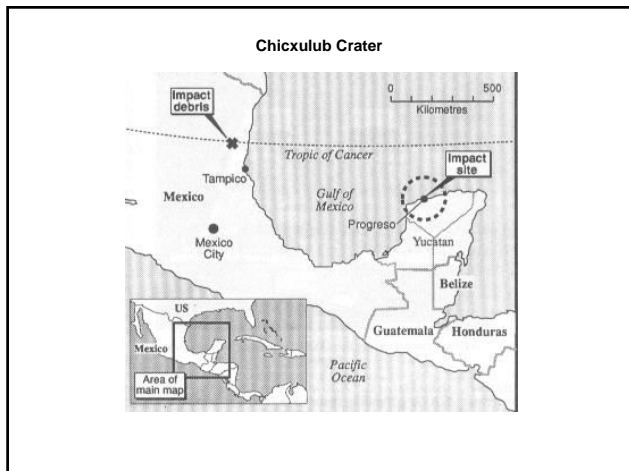 Chicxulub Crater
Impact
debris
0
500
Kilometres
Tropic of Cancer
Impact
site
Tampico
Mexico
Gulf of
Mexico
Progreso
Mexico
City
Yucatan
Belize
US
Guatemala
Honduras
Mexico
Pacific
Ocean
Area of
main map